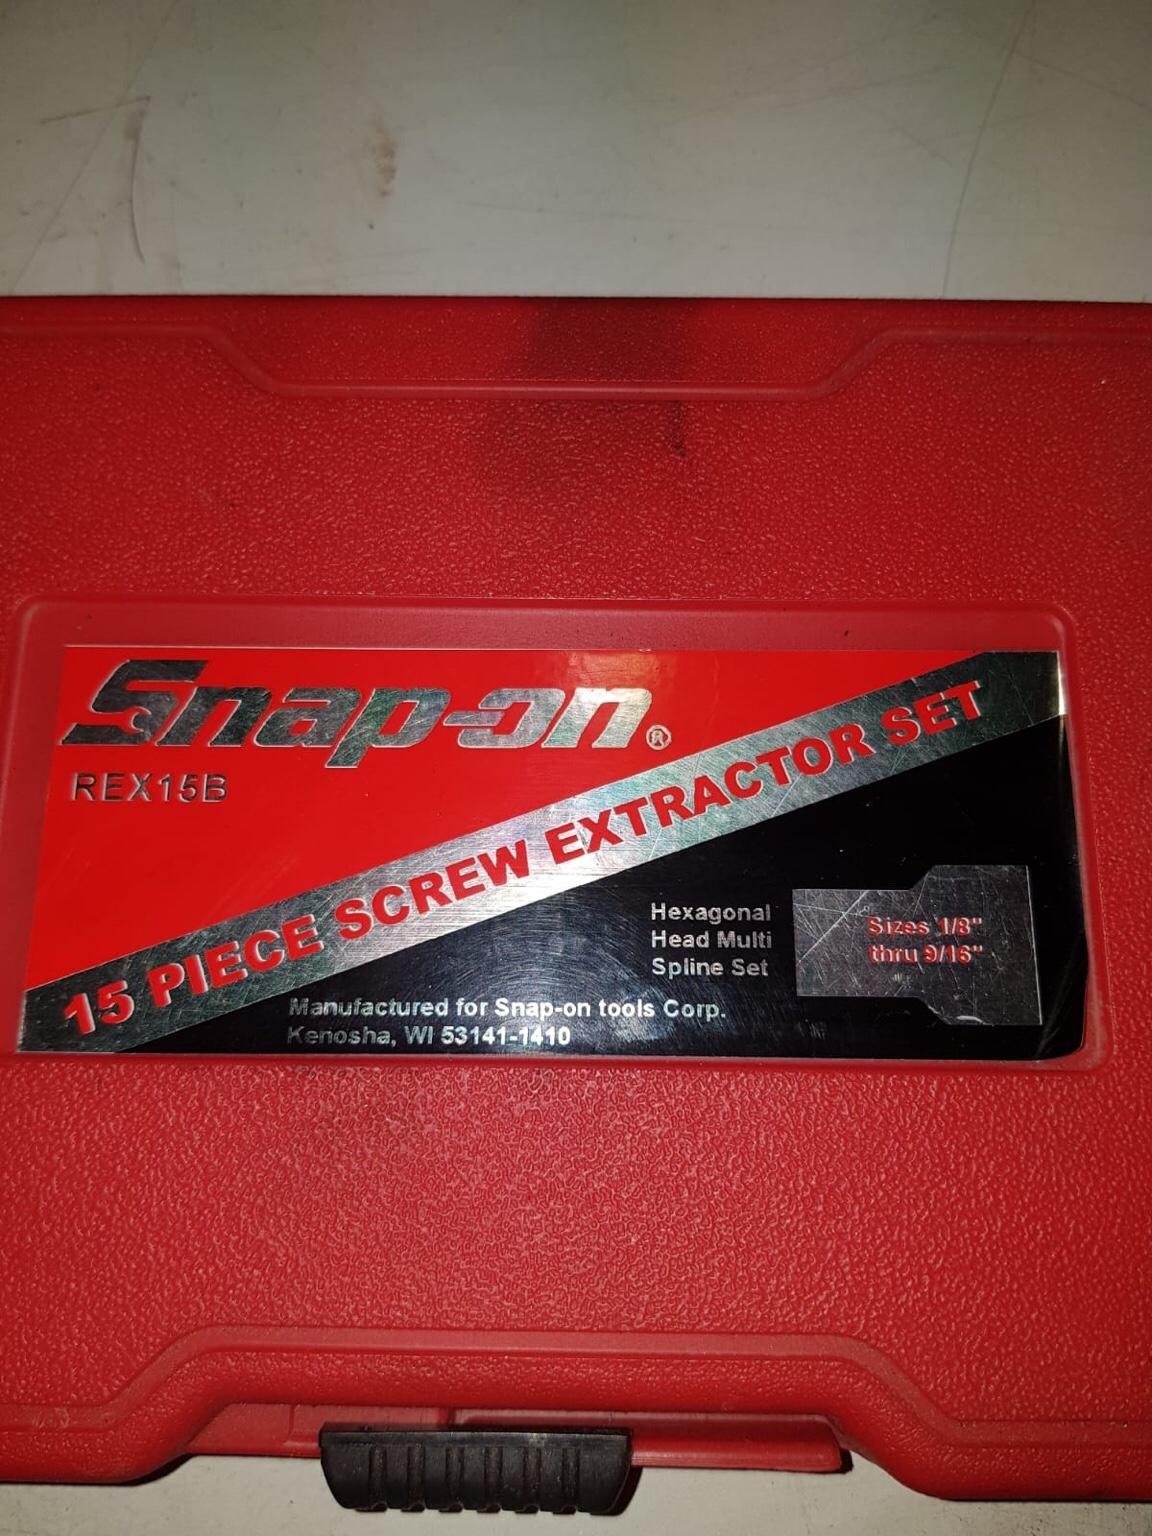 Snap-on®
REX15B
15 PIECE SCREW EXTRACTOR SET
Hexagonal
Head Multi
Spline Set
Sizes 1/8"
thru 9/16"
Manufactured for Snap-on tools Corp.
Kenosha, WI 53141-1410